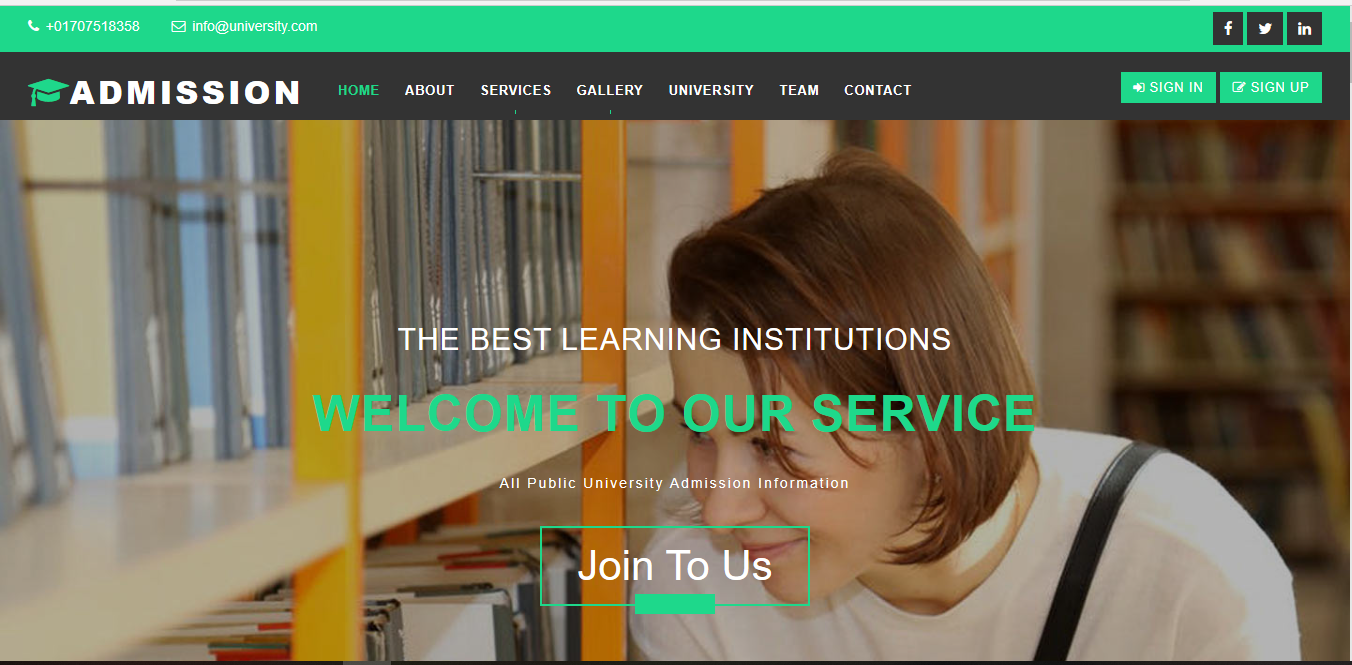 +01707518358 info@university.com
ADMISSION HOME ABOUT SERVICES GALLERY UNIVERSITY TEAM CONTACT SIGN IN SIGN UP
THE BEST LEARNING INSTITUTIONS
WELCOME TO OUR SERVICE
All Public University Admission Information
Join To Us